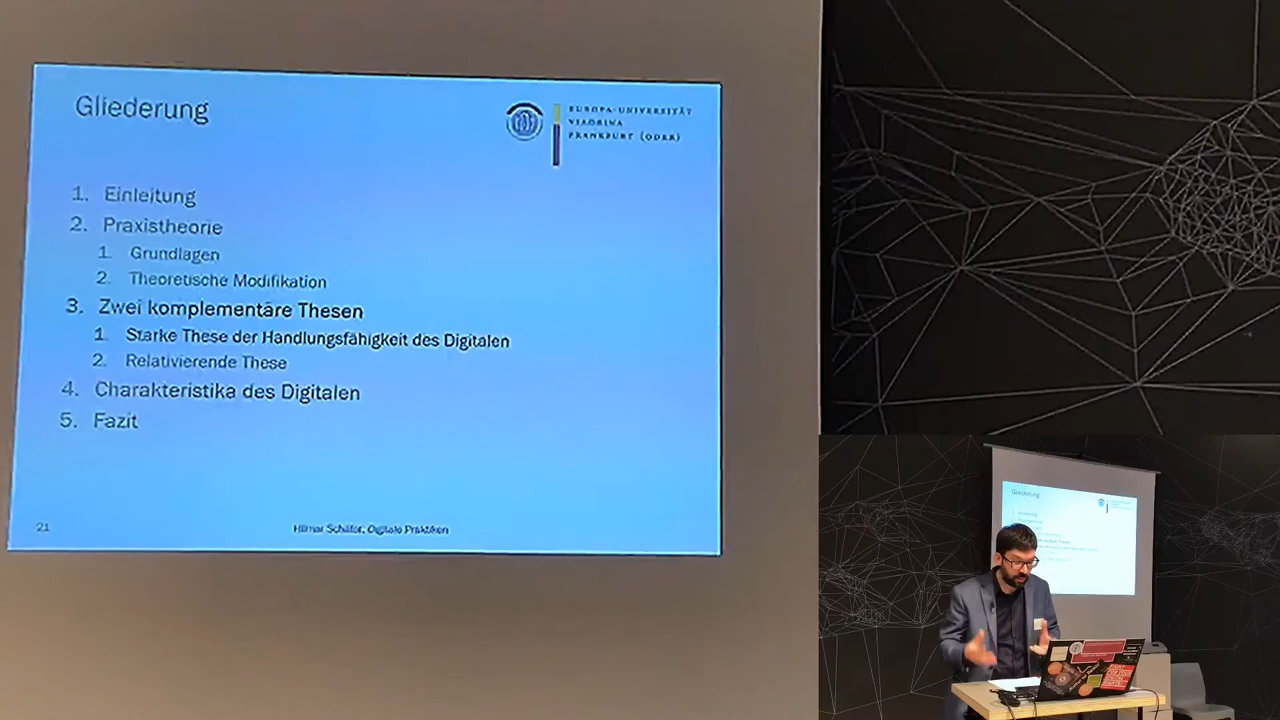 Gliederung
EUROPA-UNIVERSITÄT
VIADRINA
FRANKFURT (ODER)
1. Einleitung
2. Praxistheorie
1. Grundlagen
2. Theoretische Modifikation
3. Zwei komplementäre Thesen
1. Starke These der Handlungsfähigkeit des Digitalen
2. Relativierende These
4. Charakteristika des Digitalen
5. Fazit
21
Hilmar Schäfer, Digitale Praktiken
Gliederung